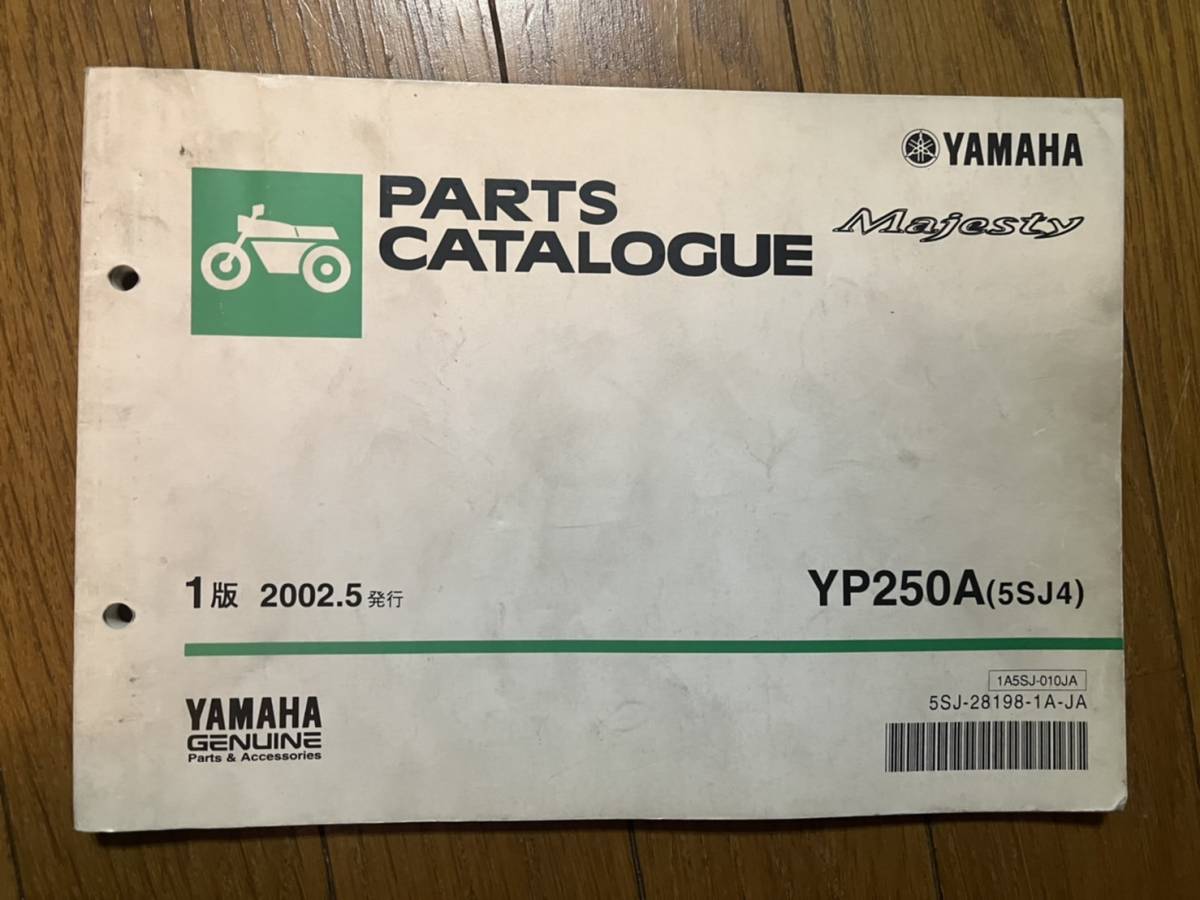 YAMAHA
PARTS
CATALOGUE
Majesty
1版 2002.5発行
YP250A(5SJ4)
1A5SJ-010JA
5SJ-28198-1A-JA
YAMAHA
GENUINE
Parts & Accessories